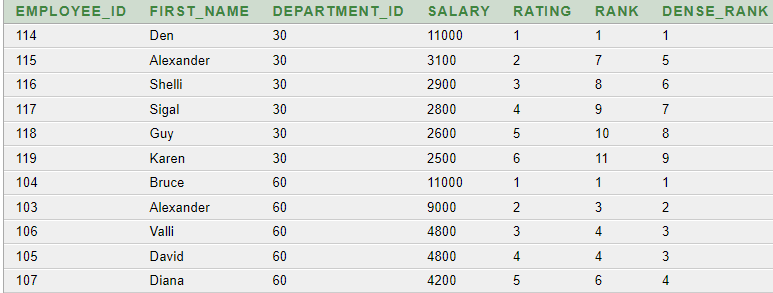 EMPLOYEE_ID FIRST_NAME DEPARTMENT_ID SALARY RATING RANK DENSE_RANK
114 Den 30 11000 1 1 1
115 Alexander 30 3100 2 7 5
116 Shelli 30 2900 3 8 6
117 Sigal 30 2800 4 9 7
118 Guy 30 2600 5 10 8
119 Karen 30 2500 6 11 9
104 Bruce 60 11000 1 1 1
103 Alexander 60 9000 2 3 2
106 Valli 60 4800 3 4 3
105 David 60 4800 4 4 3
107 Diana 60 4200 5 6 4